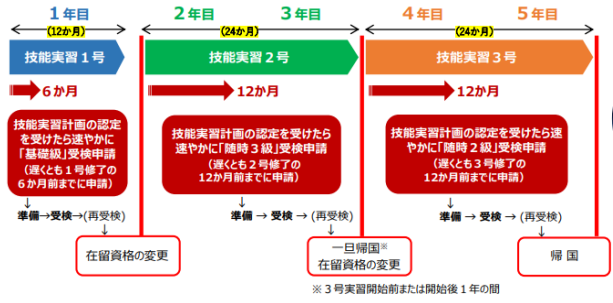 1年目 2年目 3年目 4年目 5年目
(12か月) (24か月) (24か月)
技能実習1号 技能実習2号 技能実習3号
6か月 12か月 12か月
技能実習計画の認定
を受けたら速やかに
「基礎級」受検申請
(遅くとも1号修了の
6か月前までに申請)
技能実習計画の認定を受けたら
速やかに「随時3級」受検申請
(遅くとも2号修了の
12か月前までに申請)
技能実習計画の認定を受けたら速
やかに「随時2級」受検申請
(遅くとも3号修了の
12か月前までに申請)
↓ ↓ ↓
準備→受検→(再受検) 準備 → 受検 → (再受検) 準備 → 受検 → (再受検)
↓ ↓ ↓
在留資格の変更
一旦帰国※
在留資格の変更
帰 国
※3号実習開始前または開始後1年の間